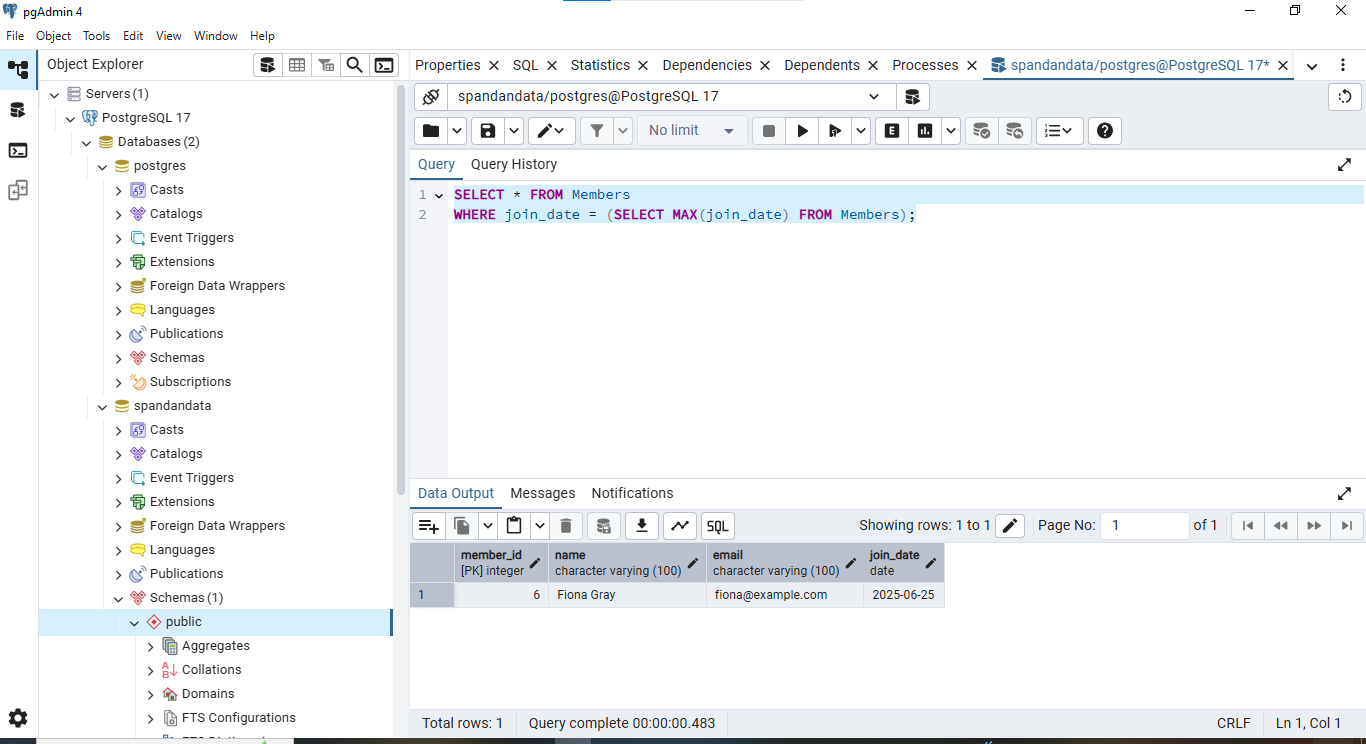 pgAdmin 4
File Object Tools Edit View Window Help
Object Explorer
Servers (1)
PostgreSQL 17
Databases (2)
postgres
Casts
Catalogs
Event Triggers
Extensions
Foreign Data Wrappers
Languages
Publications
Schemas
Subscriptions
spandandata
Casts
Catalogs
Event Triggers
Extensions
Foreign Data Wrappers
Languages
Publications
Schemas (1)
public
Aggregates
Collations
Domains
FTS Configurations
Properties SQL Statistics Dependencies Dependents Processes spandandata/postgres@PostgreSQL 17*
spandandata/postgres@PostgreSQL 17
No limit E
Query Query History
1 SELECT * FROM Members
2 WHERE join_date = (SELECT MAX(join_date) FROM Members);
Data Output Messages Notifications
SQL Showing rows: 1 to 1 Page No: 1 of 1
member_id name email join_date
[PK] integer character varying (100) character varying (100) date
1 6 Fiona Gray fiona@example.com 2025-06-25
Total rows: 1 Query complete 00:00:00.483 CRLF Ln 1, Col 1